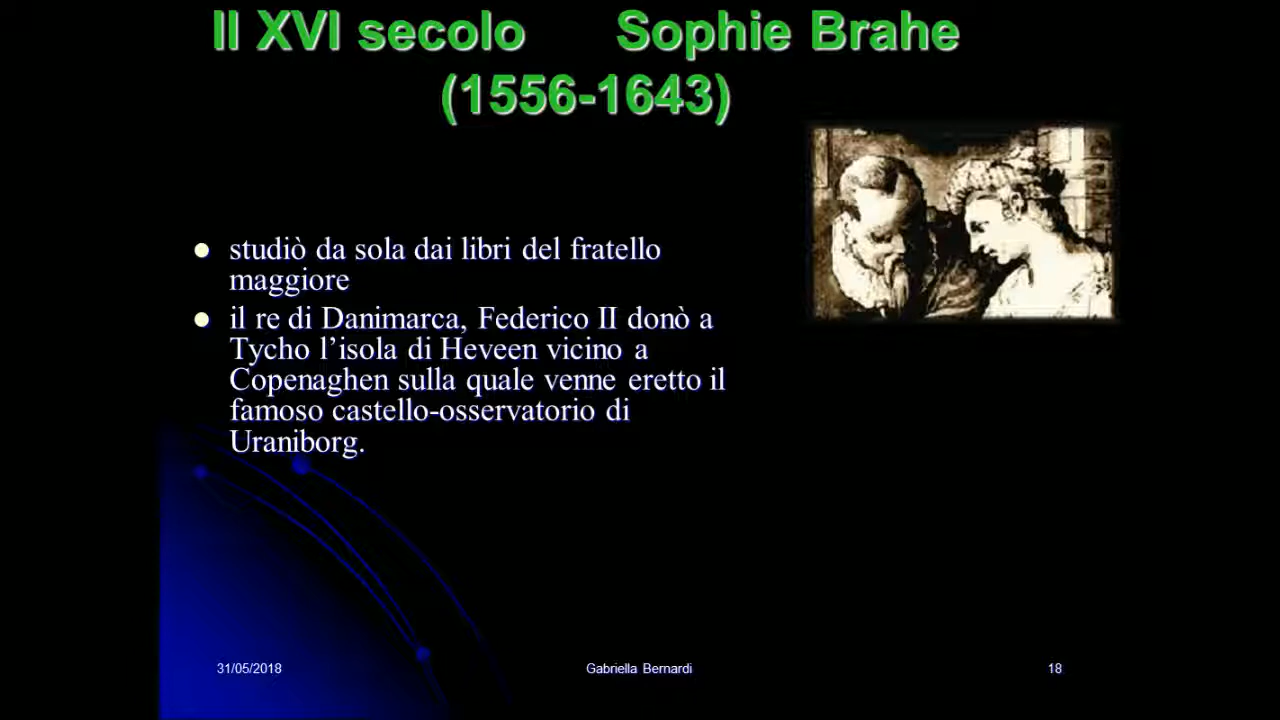 Il XVI secolo Sophie Brahe
(1556-1643)
studiò da sola dai libri del fratello
maggiore
il re di Danimarca, Federico II donò a
Tycho l’isola di Heveen vicino a
Copenaghen sulla quale venne eretto il
famoso castello-osservatorio di
Uraniborg.
31/05/2018
Gabriella Bernardi
18